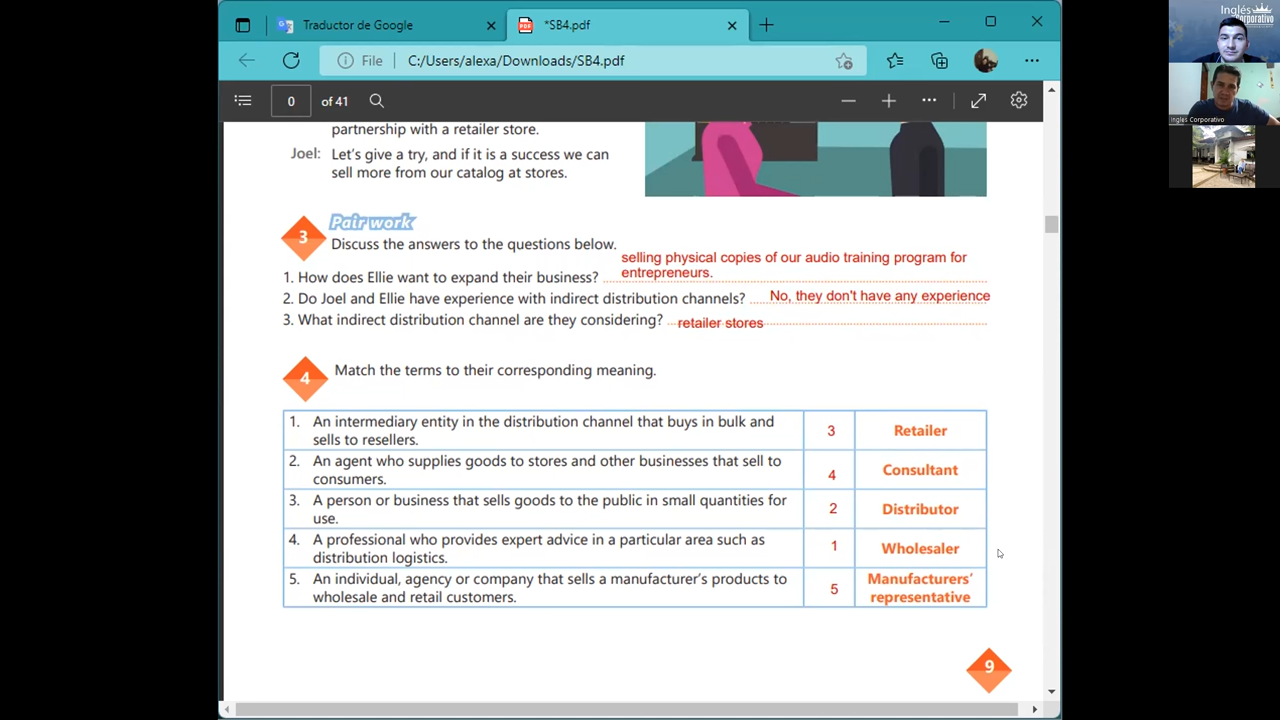 Traductor de Google
*SB4.pdf
File
C:/Users/alexa/Downloads/SB4.pdf
0
of 41
partnership with a retailer store.
Joel: Let's give a try, and if it is a success we can
sell more from our catalog at stores.
3
Pair work
Discuss the answers to the questions below.
selling physical copies of our audio training program for
entrepreneurs.
1. How does Ellie want to expand their business?
2. Do Joel and Ellie have experience with indirect distribution channels? No, they don't have any experience
3. What indirect distribution channel are they considering? retailer stores
4
Match the terms to their corresponding meaning.
1. An intermediary entity in the distribution channel that buys in bulk and
sells to resellers.
3
Retailer
2. An agent who supplies goods to stores and other businesses that sell to
consumers.
4
Consultant
3. A person or business that sells goods to the public in small quantities for
use.
2
Distributor
4. A professional who provides expert advice in a particular area such as
distribution logistics.
1
Wholesaler
5. An individual, agency or company that sells a manufacturer's products to
wholesale and retail customers.
5
Manufacturers'
representative
9
Inglés
Corporativo
Inglés Corporativo